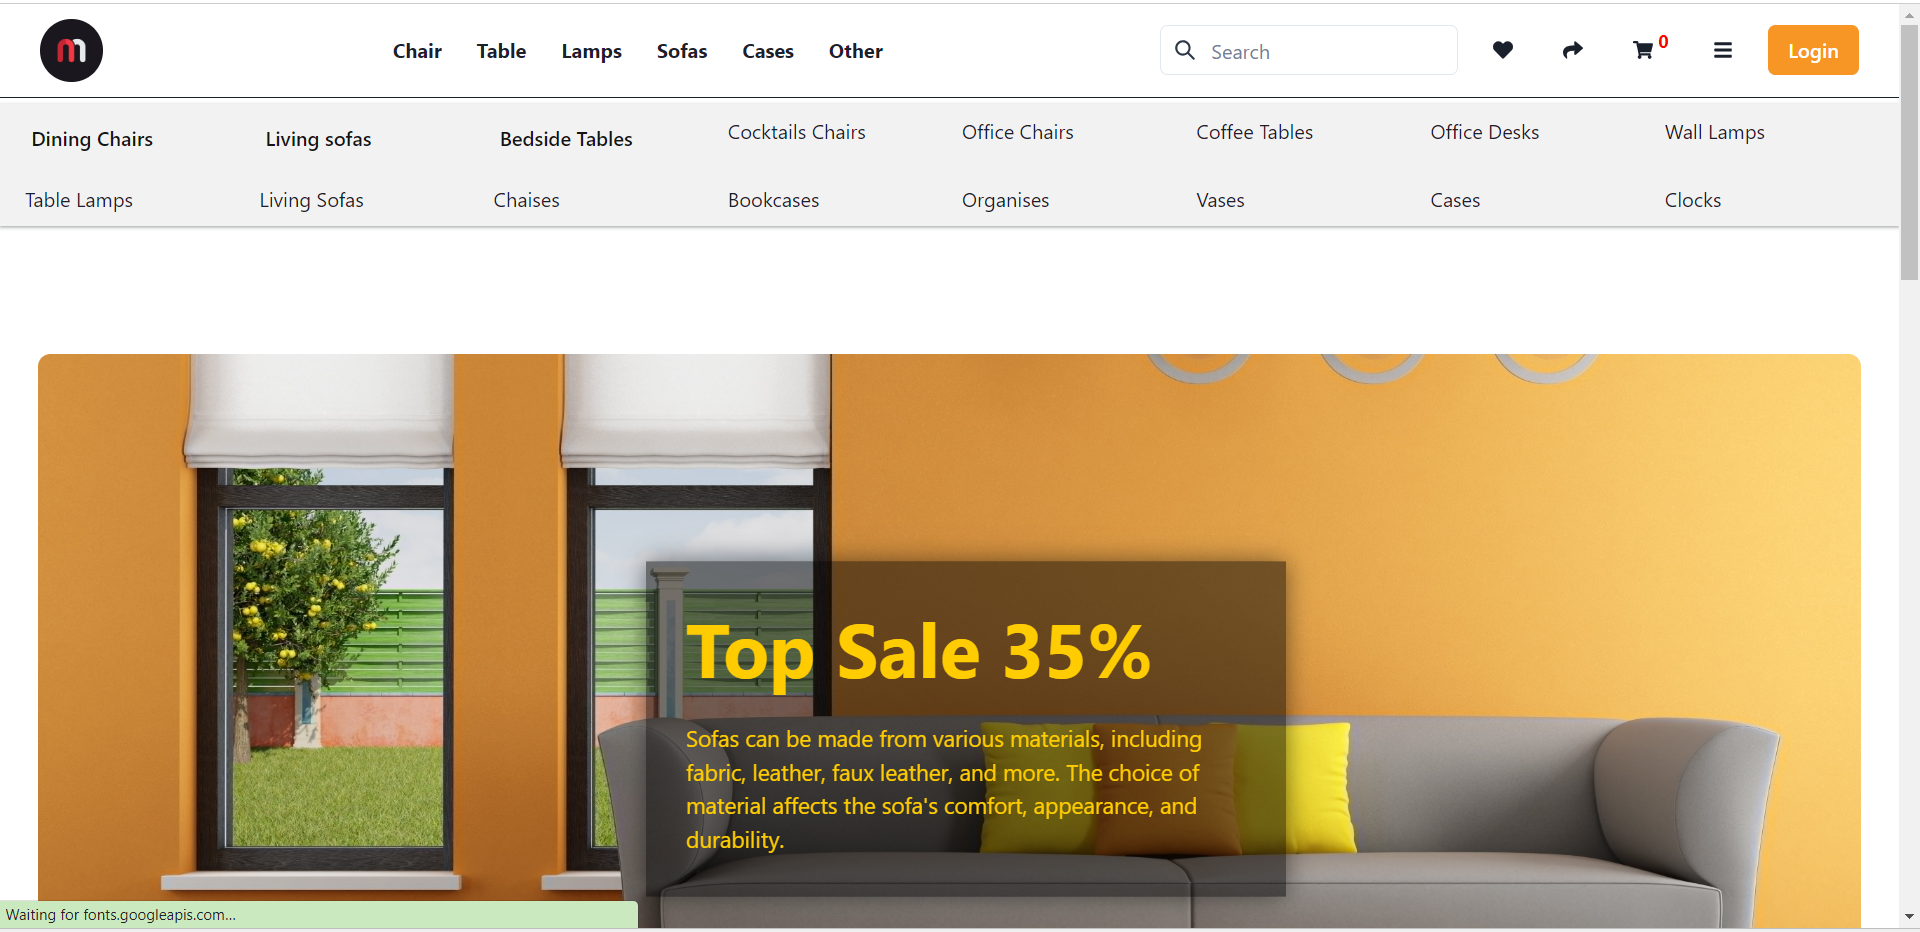 m
Chair Table Lamps Sofas Cases Other Search 0 Login
Dining Chairs Living sofas Bedside Tables Cocktails Chairs Office Chairs Coffee Tables Office Desks Wall Lamps
Table Lamps Living Sofas Chaises Bookcases Organises Vases Cases Clocks
Top Sale 35%
Sofas can be made from various materials, including
fabric, leather, faux leather, and more. The choice of
material affects the sofa's comfort, appearance, and
durability.
Waiting for fonts.googleapis.com...